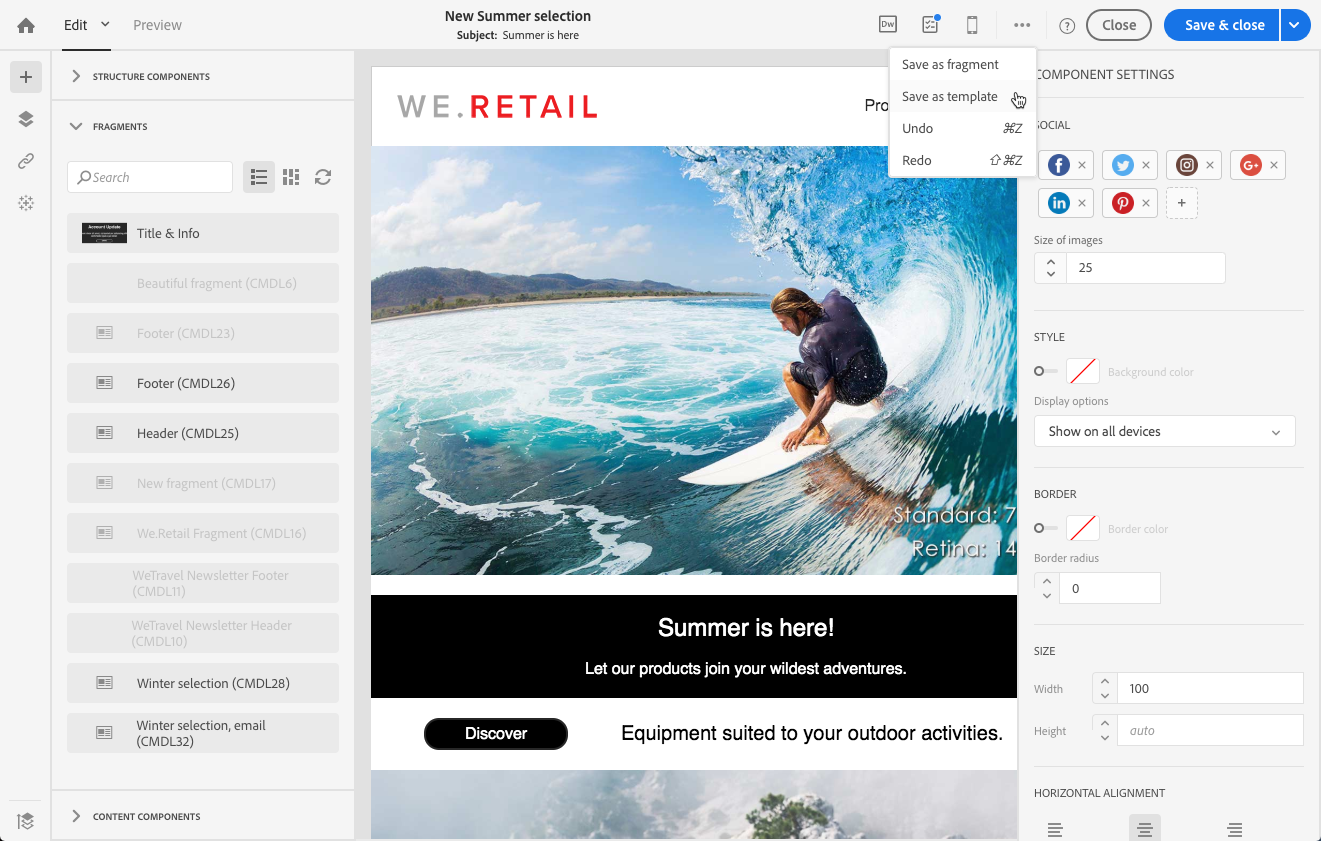 Edit
Preview
New Summer selection
Subject: Summer is here
Dw
?
Close
Save & close
STRUCTURE COMPONENTS
FRAGMENTS
Search
Title & Info
Beautiful fragment (CMDL6)
Footer (CMDL23)
Footer (CMDL26)
Header (CMDL25)
New fragment (CMDL17)
We.Retail Fragment (CMDL16)
WeTravel Newsletter Footer
(CMDL11)
WeTravel Newsletter Header
(CMDL10)
Winter selection (CMDL28)
Winter selection, email
(CMDL32)
CONTENT COMPONENTS
WE.RETAIL
Pro
Save as fragment
Save as template
Undo ⌘Z
Redo ⇧⌘Z
Standard: 7
Retina: 14
Summer is here!
Let our products join your wildest adventures.
Discover
Equipment suited to your outdoor activities.
COMPONENT SETTINGS
SOCIAL
Size of images
25
STYLE
Background color
Display options
Show on all devices
BORDER
Border color
Border radius
0
SIZE
Width
100
Height
auto
HORIZONTAL ALIGNMENT